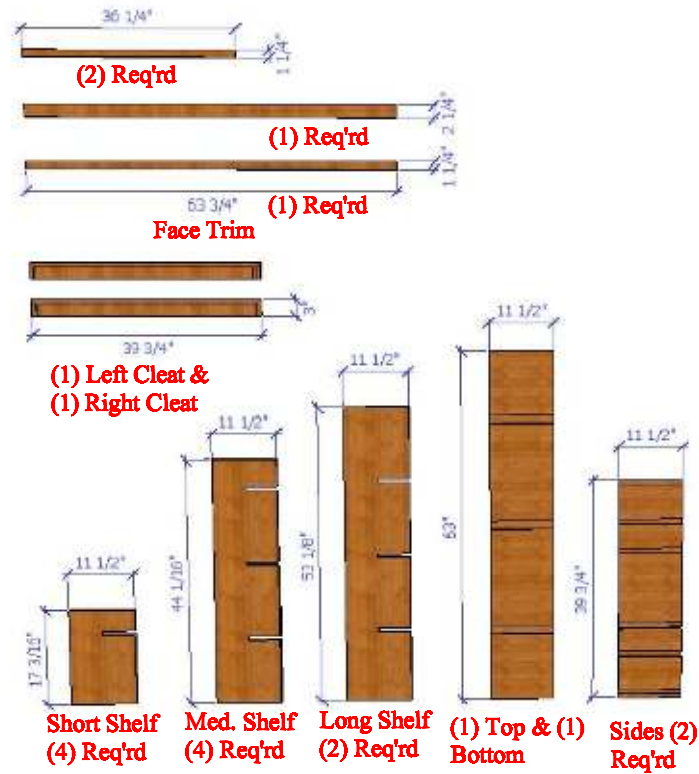 36 1/4"
1 1/4"
(2) Req'rd
2 1/4"
(1) Req'rd
1 1/4"
63 3/4"
(1) Req'rd
Face Trim
3"
39 3/4"
(1) Left Cleat &
(1) Right Cleat
11 1/2"
11 1/2"
11 1/2"
11 1/2"
11 1/2"
17 3/16"
44 1/16"
53 1/8"
63"
39 3/4"
Short Shelf
(4) Req'rd
Med. Shelf
(4) Req'rd
Long Shelf
(2) Req'rd
(1) Top & (1)
Bottom
Sides (2)
Req'rd